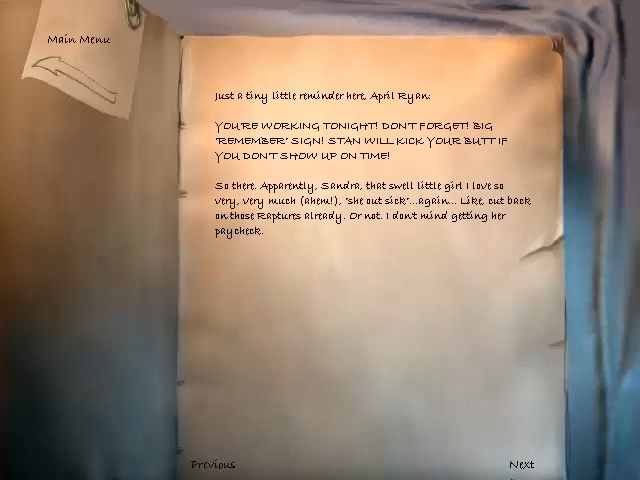 Main Menu
Just a tiny little reminder here, April Ryan:
YOU'RE WORKING TONIGHT! DON'T FORGET! BIG
"REMEMBER" SIGN! STAN WILL KICK YOUR BUTT IF
YOU DON'T SHOW UP ON TIME!
So there. Apparently, Sandra, that swell little girl I love so
very, very much (ahem!), "she out sick"...again... Like, cut back
on those Raptures already. Or not. I don't mind getting her
paycheck.
Previous
Next